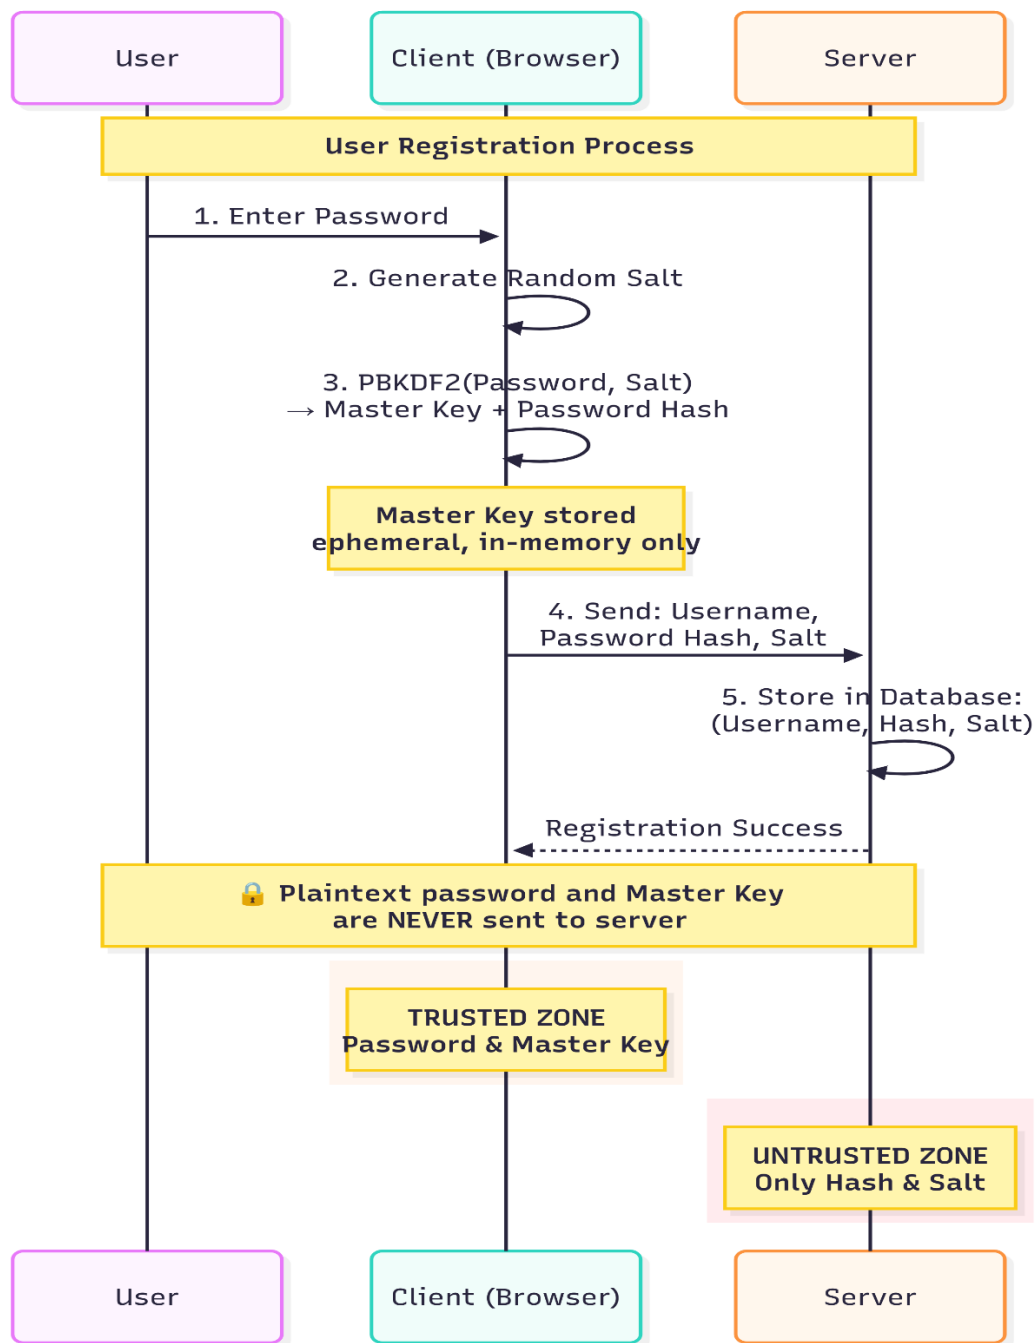 User
Client (Browser)
Server
User Registration Process
1. Enter Password
2. Generate Random Salt
3. PBKDF2(Password, Salt)
→ Master Key + Password Hash
Master Key stored
ephemeral, in-memory only
4. Send: Username,
Password Hash, Salt
5. Store in Database:
(Username, Hash, Salt)
Registration Success
🔒 Plaintext password and Master Key
are NEVER sent to server
TRUSTED ZONE
Password & Master Key
UNTRUSTED ZONE
Only Hash & Salt
User
Client (Browser)
Server